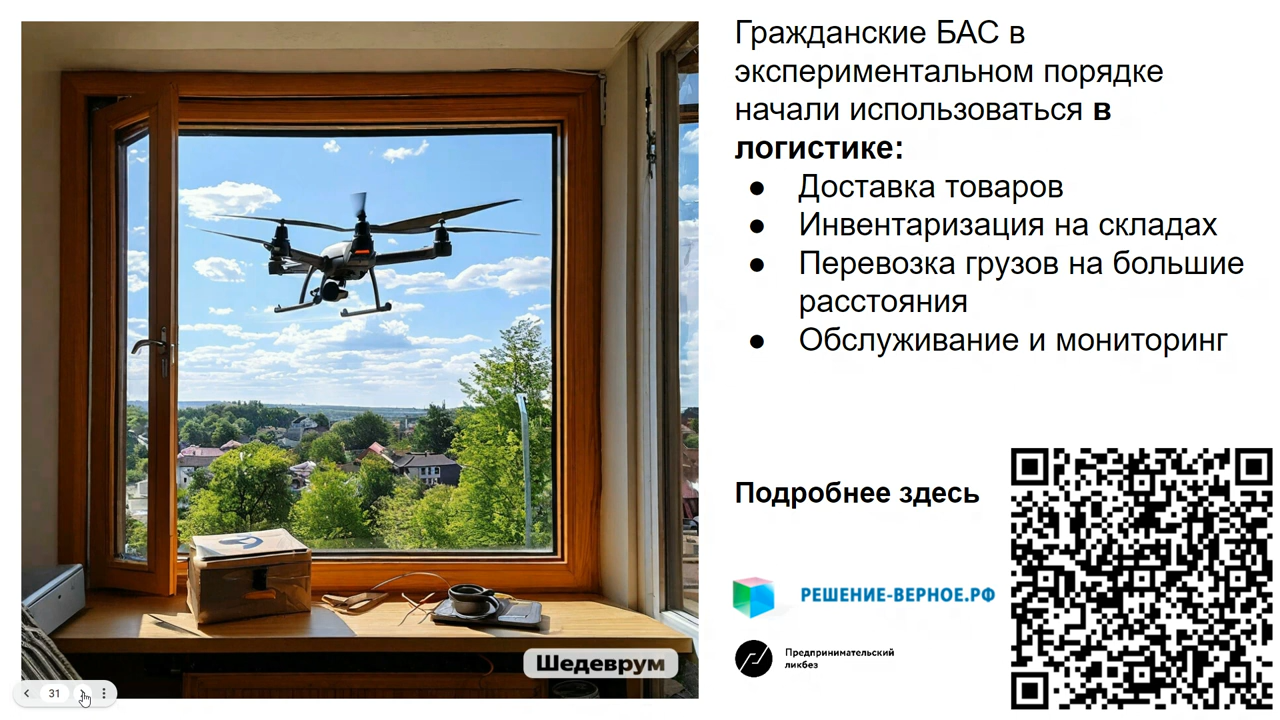 Гражданские БАС в
экспериментальном порядке
начали использоваться в
логистике:
● Доставка товаров
● Инвентаризация на складах
● Перевозка грузов на большие
расстояния
● Обслуживание и мониторинг
Подробнее здесь
РЕШЕНИЕ-ВЕРНОЕ.РФ
Предпринимательский
ликбез
Шедеврум
31